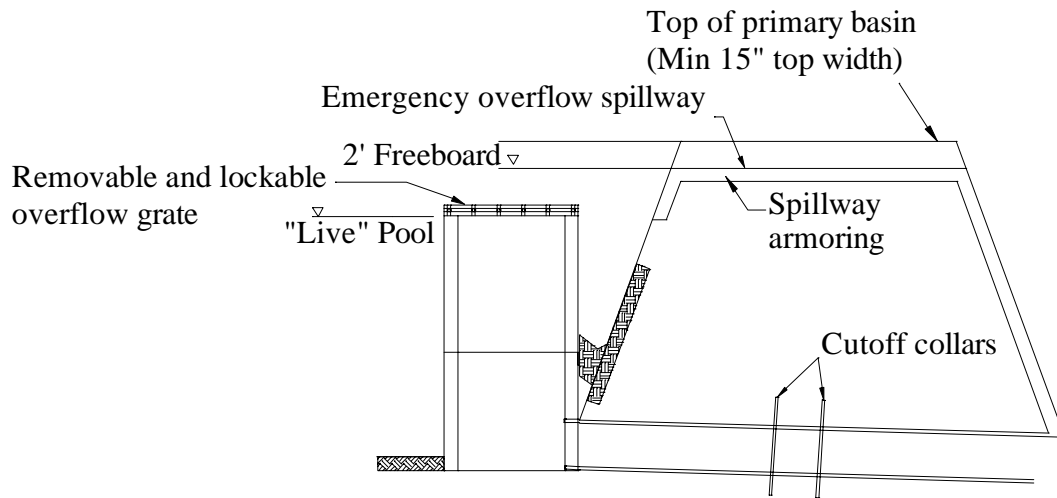 Top of primary basin
(Min 15" top width)
Emergency overflow spillway
2' Freeboard
Removable and lockable
overflow grate
"Live" Pool
Spillway
armoring
Cutoff collars